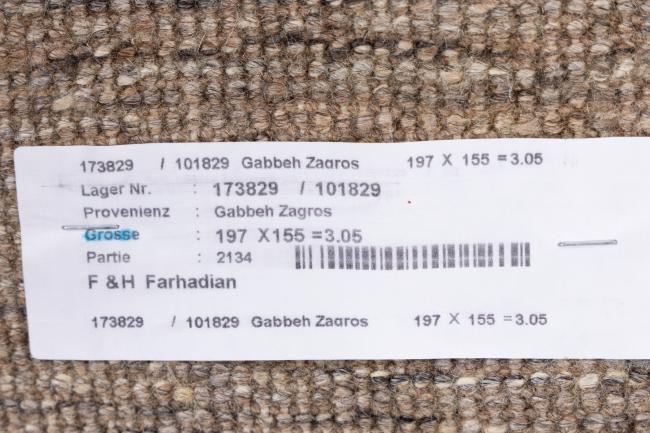 173829 / 101829 Gabbeh Zagros 197 X 155 = 3.05
Lager Nr. : 173829 / 101829
Provenienz : Gabbeh Zagros
Grosse : 197 X155 =3.05
Partie : 2134
F &H Farhadian
173829 / 101829 Gabbeh Zagros 197 X 155 =3.05